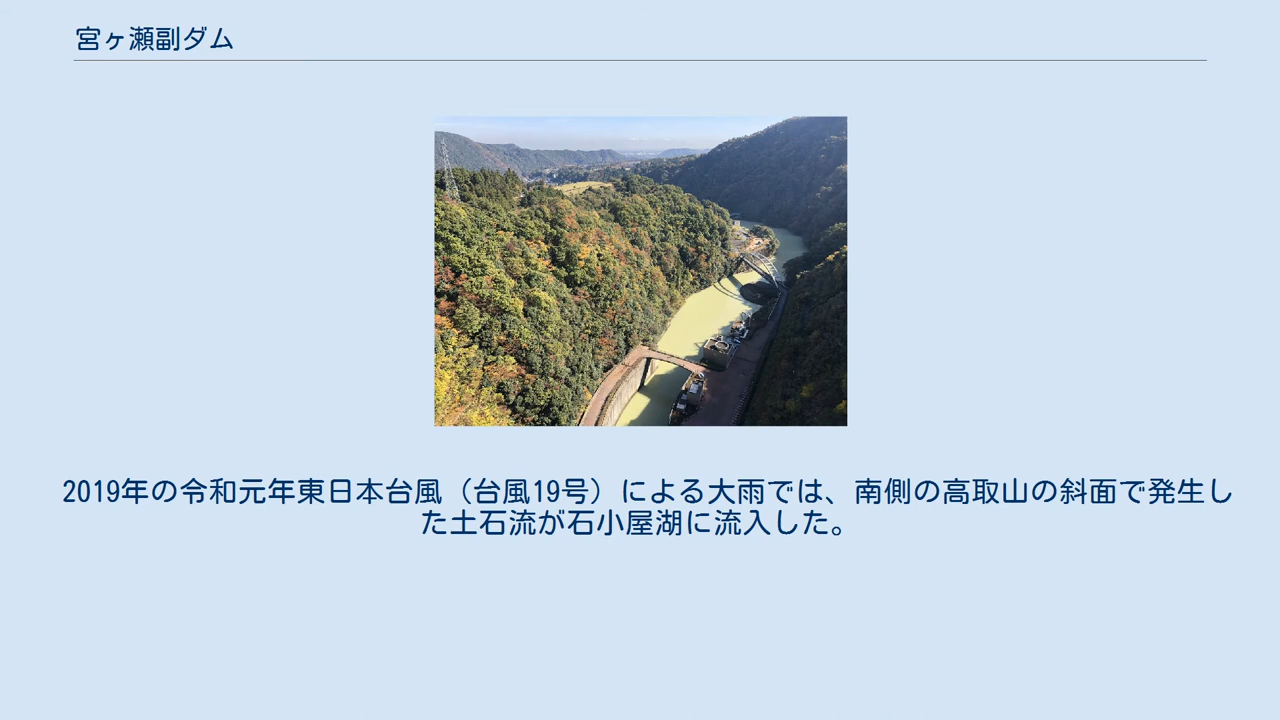 宮ヶ瀬副ダム
2019年の令和元年東日本台風（台風19号）による大雨では、南側の高取山の斜面で発生し
た土石流が石小屋湖に流入した。